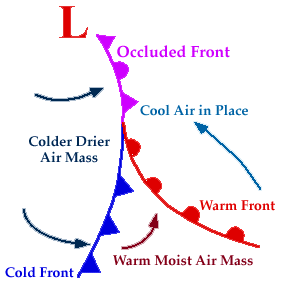 L
Occluded Front
Cool Air in Place
Colder Drier
Air Mass
Warm Front
Warm Moist Air Mass
Cold Front